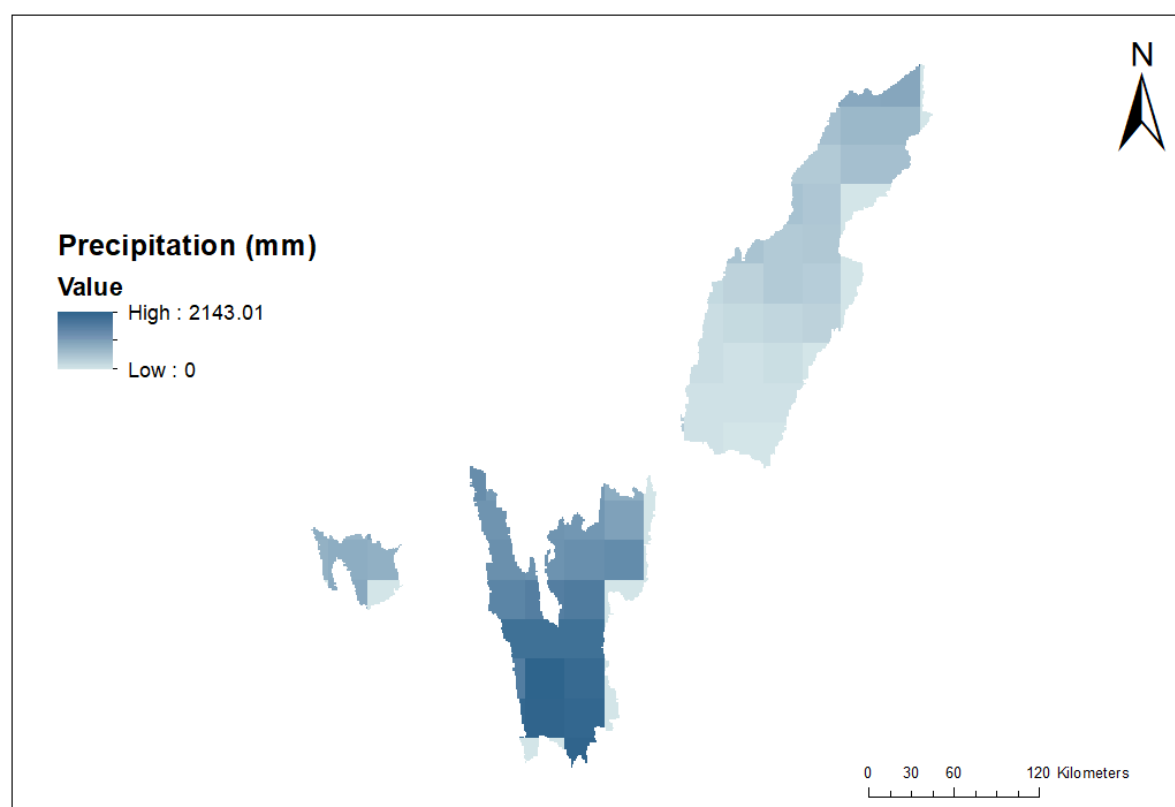 N
Precipitation (mm)
Value
High : 2143.01
Low : 0
0 30 60 120 Kilometers